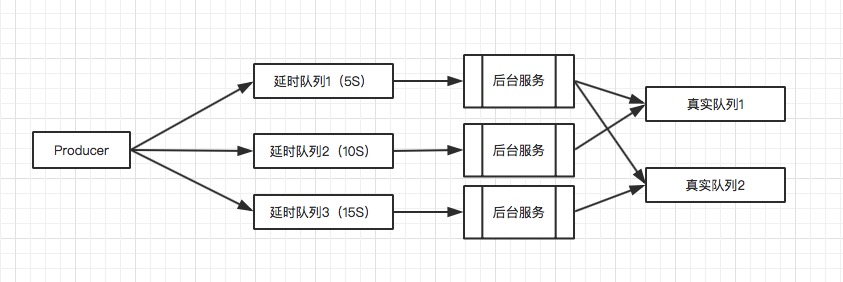 Producer
延时队列1（5S）
延时队列2（10S）
延时队列3（15S）
后台服务
后台服务
后台服务
真实队列1
真实队列2